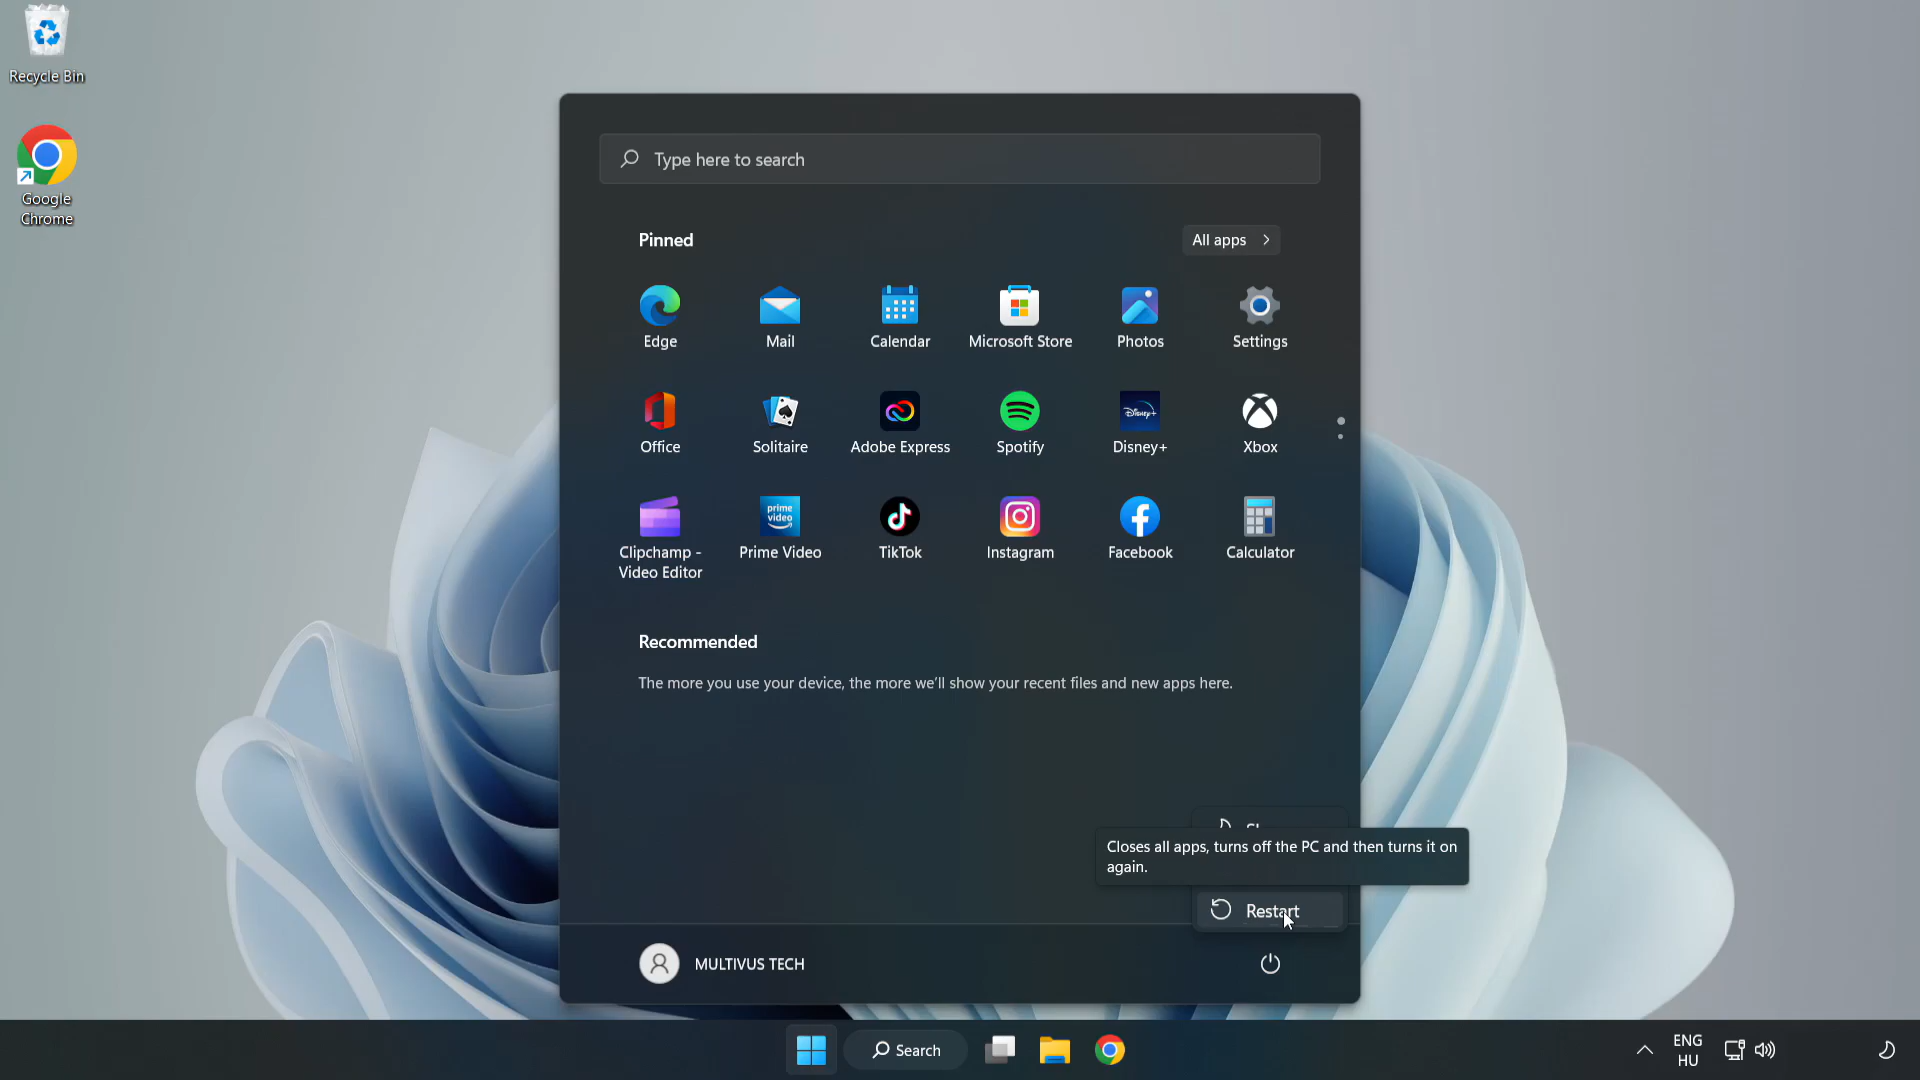 Recycle Bin
Google
Chrome
Type here to search
Pinned
All apps
Edge
Mail
Calendar
Microsoft Store
Photos
Settings
Office
Solitaire
Adobe Express
Spotify
Disney+
Disney+
Xbox
prime
video
Clipchamp -
Video Editor
Prime Video
TikTok
Instagram
Facebook
Calculator
Recommended
The more you use your device, the more we'll show your recent files and new apps here.
Closes all apps, turns off the PC and then turns it on
again.
Restart
MULTIVUS TECH
Search
ENG
HU